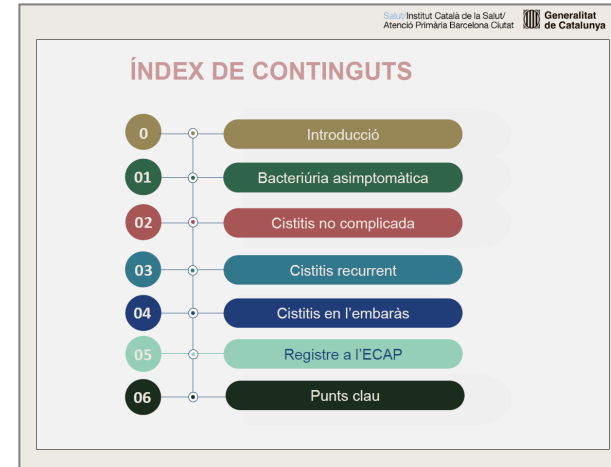 Salut/Institut Català de la Salut/
Atenció Primària Barcelona Ciutat
Generalitat
de Catalunya
ÍNDEX DE CONTINGUTS
0 Introducció
01 Bacteriúria asimptomàtica
02 Cistitis no complicada
03 Cistitis recurrent
04 Cistitis en l'embaràs
05 Registre a l'ECAP
06 Punts clau